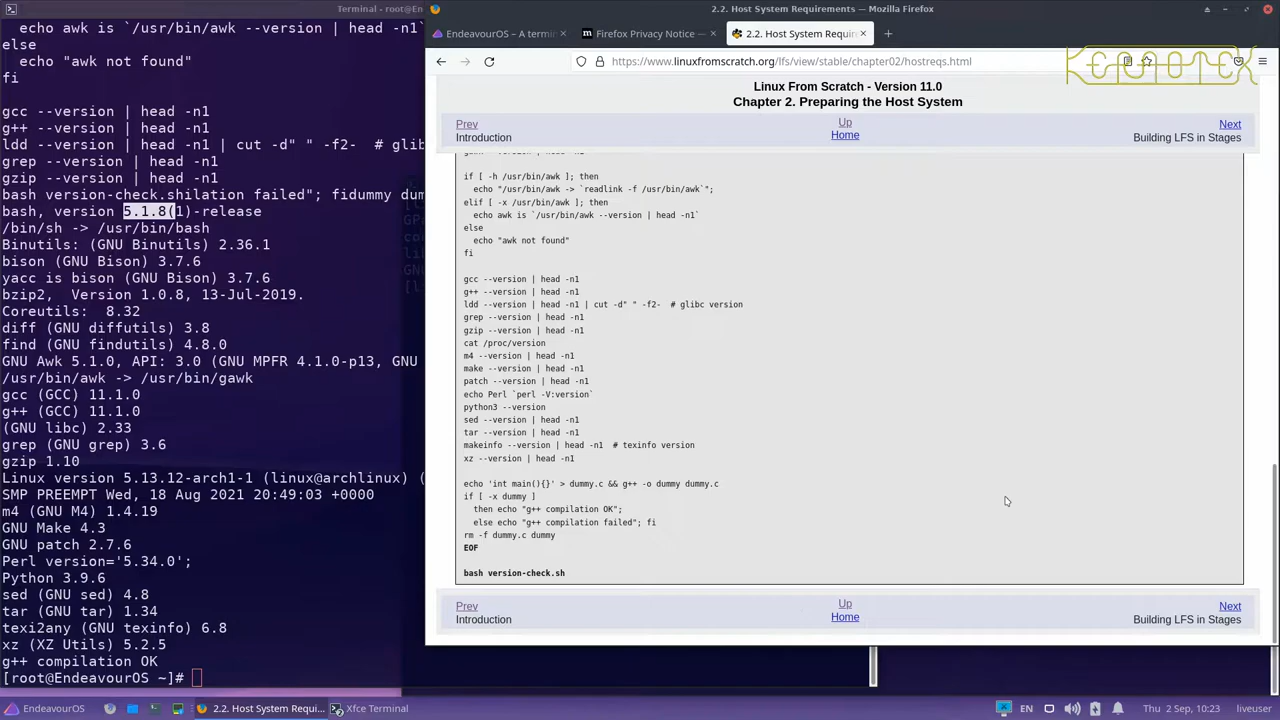 Terminal - root@En
2.2. Host System Requirements — Mozilla Firefox
echo awk is `/usr/bin/awk --version | head -n1`
else
echo "awk not found"
fi
gcc --version | head -n1
g++ --version | head -n1
ldd --version | head -n1 | cut -d" " -f2-  # glib
grep --version | head -n1
gzip --version | head -n1
bash version-check.shilation failed"; fidummy dum
bash, version 5.1.8(1)-release
/bin/sh -> /usr/bin/bash
Binutils: (GNU Binutils) 2.36.1
bison (GNU Bison) 3.7.6
yacc is bison (GNU Bison) 3.7.6
bzip2,  Version 1.0.8, 13-Jul-2019.
Coreutils:  8.32
diff (GNU diffutils) 3.8
find (GNU findutils) 4.8.0
GNU Awk 5.1.0, API: 3.0 (GNU MPFR 4.1.0-p13, GNU
/usr/bin/awk -> /usr/bin/gawk
gcc (GCC) 11.1.0
g++ (GCC) 11.1.0
(GNU libc) 2.33
grep (GNU grep) 3.6
gzip 1.10
Linux version 5.13.12-arch1-1 (linux@archlinux) (
SMP PREEMPT Wed, 18 Aug 2021 20:49:03 +0000
m4 (GNU M4) 1.4.19
GNU Make 4.3
GNU patch 2.7.6
Perl version='5.34.0';
Python 3.9.6
sed (GNU sed) 4.8
tar (GNU tar) 1.34
texi2any (GNU texinfo) 6.8
xz (XZ Utils) 5.2.5
g++ compilation OK
[root@EndeavourOS ~]#
EndeavourOS – A termin
Firefox Privacy Notice —
2.2. Host System Requir
https://www.linuxfromscratch.org/lfs/view/stable/chapter02/hostreqs.html
KERNOTEX
Linux From Scratch - Version 11.0
Chapter 2. Preparing the Host System
Prev
Up
Next
Introduction
Home
Building LFS in Stages
if [ -h /usr/bin/awk ]; then
echo "/usr/bin/awk -> `readlink -f /usr/bin/awk`";
elif [ -x /usr/bin/awk ]; then
echo awk is `/usr/bin/awk --version | head -n1`
else
echo "awk not found"
fi
gcc --version | head -n1
g++ --version | head -n1
ldd --version | head -n1 | cut -d" " -f2-  # glibc version
grep --version | head -n1
gzip --version | head -n1
cat /proc/version
m4 --version | head -n1
make --version | head -n1
patch --version | head -n1
echo Perl `perl -V:version`
python3 --version
sed --version | head -n1
tar --version | head -n1
makeinfo --version | head -n1  # texinfo version
xz --version | head -n1
echo 'int main(){}' > dummy.c && g++ -o dummy dummy.c
if [ -x dummy ]
then echo "g++ compilation OK";
else echo "g++ compilation failed"; fi
rm -f dummy.c dummy
EOF
bash version-check.sh
Prev
Up
Next
Introduction
Home
Building LFS in Stages
EndeavourOS
2.2. Host System Requi...
Xfce Terminal
EN
Thu 2 Sep, 10:23
liveuser